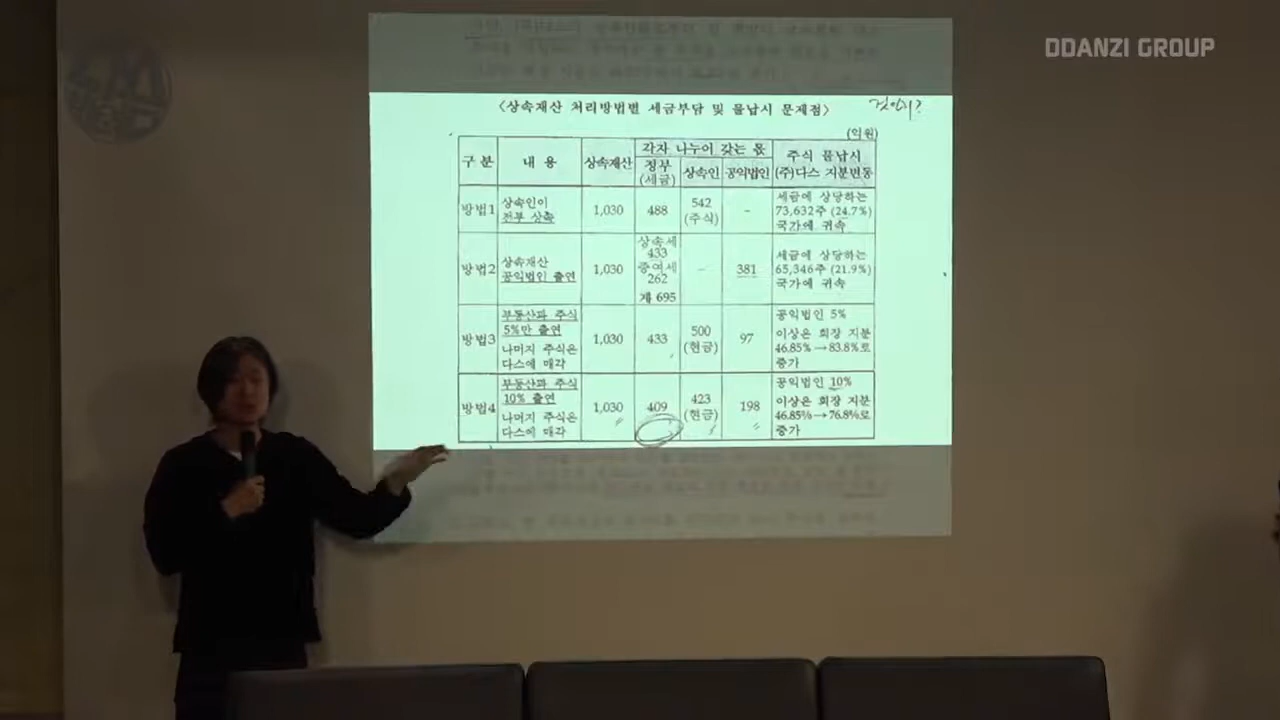 DDANZI GROUP
<상속재산 처리방법별 세금부담 및 물납시 문제점>
(억원)
구분 내용 상속재산 각자 나누어 갖는 몫 주식 물납시
정부 상속인 공익법인 (주)다스 지분변동
(세금)
방법1 상속인이 1,030 488 542 - 세금에 상당하는
전부 상속 (주식) 73,632주 (24.7%)
국가에 귀속
방법2 상속재산 1,030 상속세 - 381 세금에 상당하는
공익법인 출연 433 65,346주 (21.9%)
증여세 국가에 귀속
262
계 695
방법3 부동산과 주식 1,030 433 500 97 공익법인 5%
5%만 출연 (현금) 이상은 회장 지분
나머지 주식은 46.85% → 83.8%로
다스에 매각 증가
방법4 부동산과 주식 1,030 409 423 198 공익법인 10%
10% 출연 (현금) 이상은 회장 지분
나머지 주식은 46.85% → 76.8%로
다스에 매각 증가